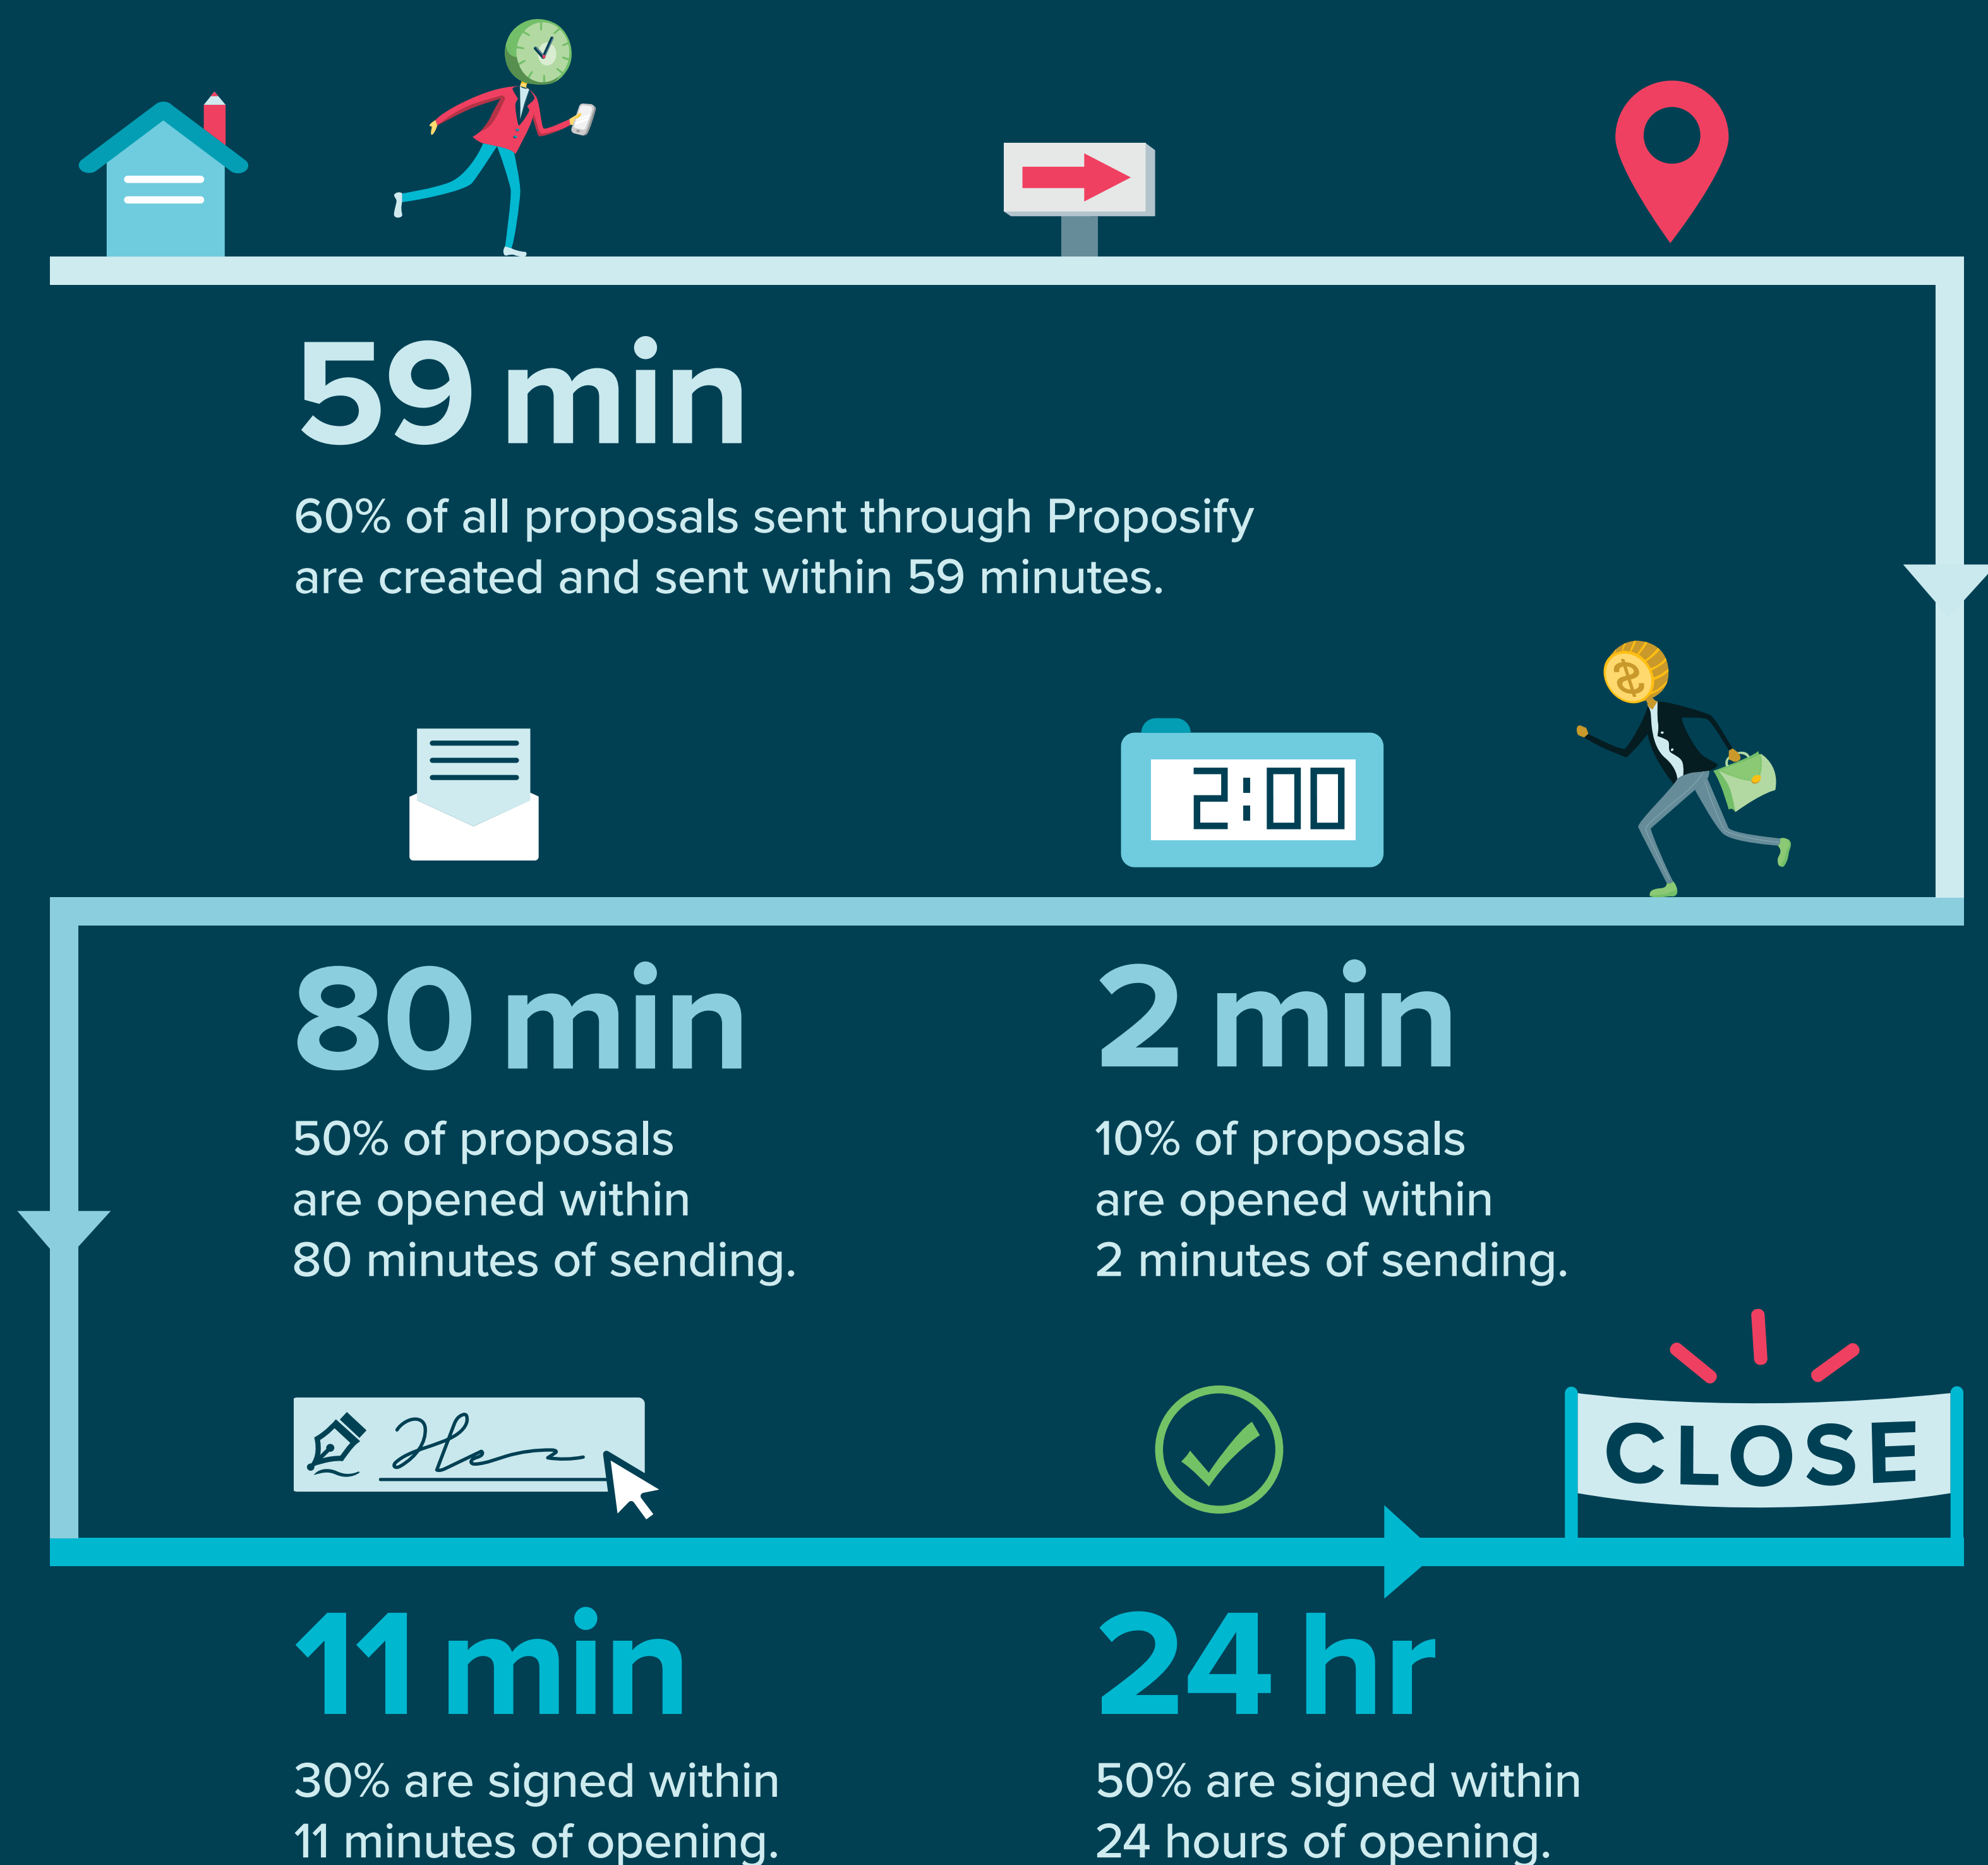 59 min
60% of all proposals sent through Proposify
are created and sent within 59 minutes.
2:00
80 min
50% of proposals
are opened within
80 minutes of sending.
2 min
10% of proposals
are opened within
2 minutes of sending.
CLOSE
11 min
30% are signed within
11 minutes of opening.
24 hr
50% are signed within
24 hours of opening.